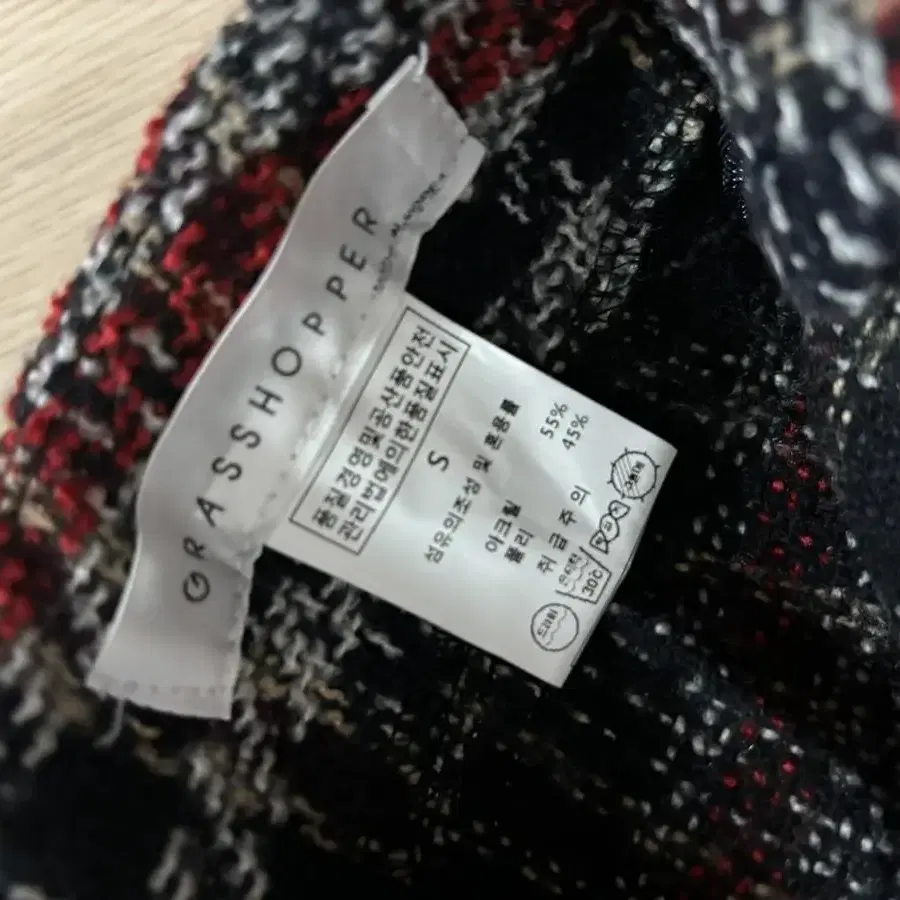 GRASSHOPPER
품질경영및공산품안전
관리법에의한품질표시
S
섬유의조성 및 혼용률
아크릴 55%
폴리 45%
취 급 주 의
30℃
드라이